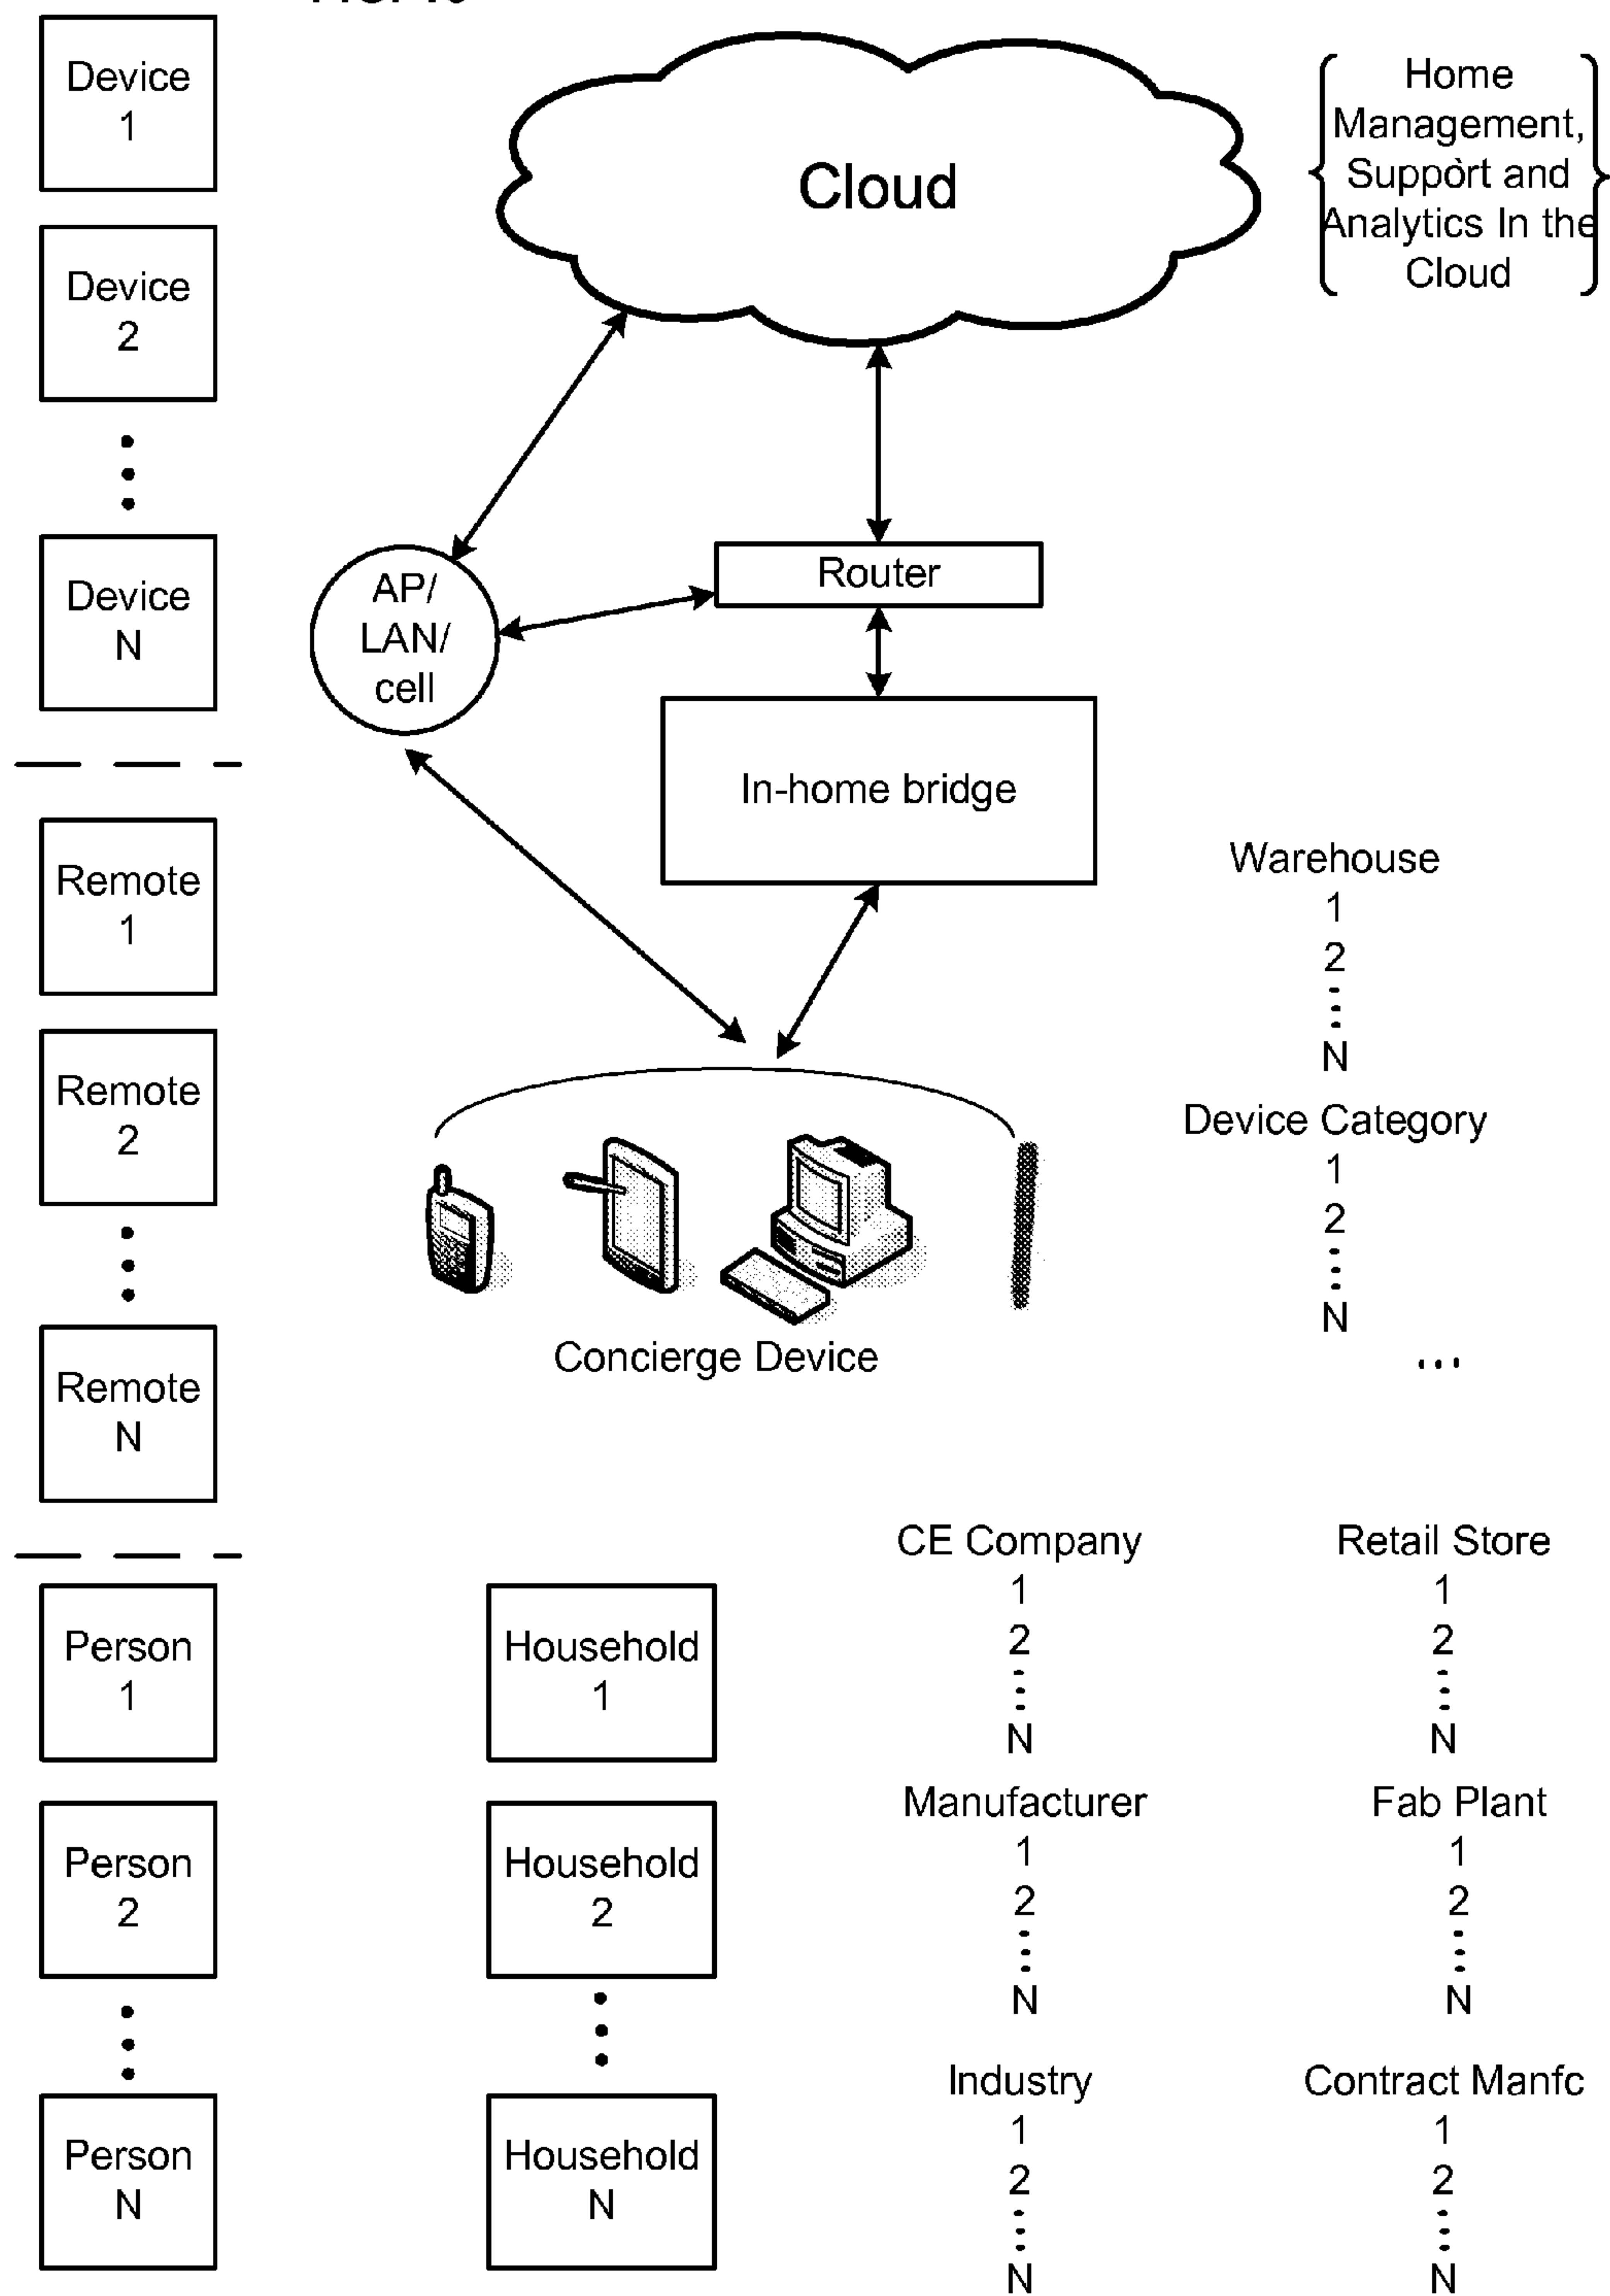 Device
1
Device
2
Device
N
Remote
1
Remote
2
Remote
N
Person
1
Person
2
Person
N
Cloud
Home
Management,
Support and
Analytics In the
Cloud
AP/
LAN/
cell
Router
In-home bridge
Concierge Device
Warehouse
1
2
N
Device Category
1
2
N
...
Household
1
Household
2
Household
N
CE Company
1
2
N
Retail Store
1
2
N
Manufacturer
1
2
N
Fab Plant
1
2
N
Industry
1
2
N
Contract Manfc
1
2
N